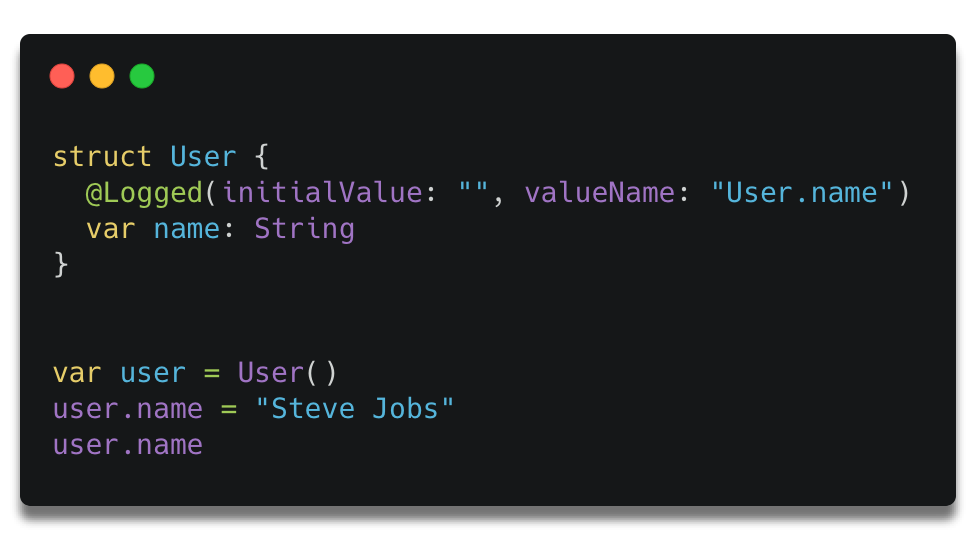 struct User {
  @Logged(initialValue: "", valueName: "User.name")
  var name: String
}
var user = User()
user.name = "Steve Jobs"
user.name